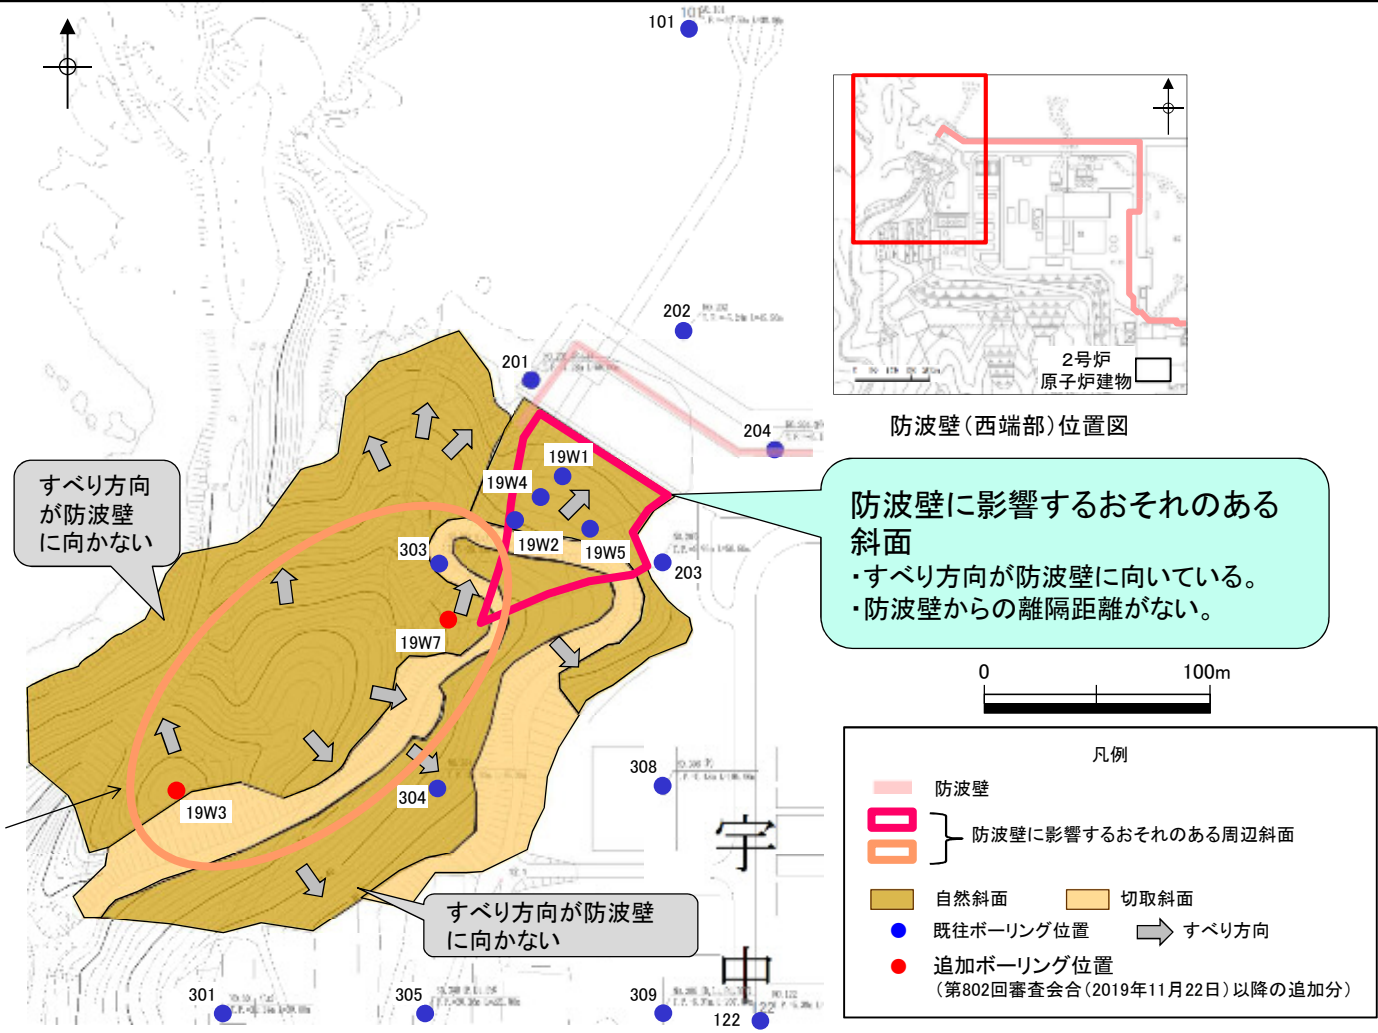 101
202
201
204
2号炉
原子炉建物
防波壁(西端部)位置図
すべり方向
が防波壁
に向かない
19W1
19W4
19W2
19W5
303
203
19W7
19W3
304
308
防波壁に影響するおそれのある
斜面
・すべり方向が防波壁に向いている。
・防波壁からの離隔距離がない。
0 100m
凡例
防波壁
防波壁に影響するおそれのある周辺斜面
自然斜面 切取斜面
既往ボーリング位置 すべり方向
追加ボーリング位置
(第802回審査会合(2019年11月22日)以降の追加分)
すべり方向が防波壁
に向かない
字
中
301
305
309
122